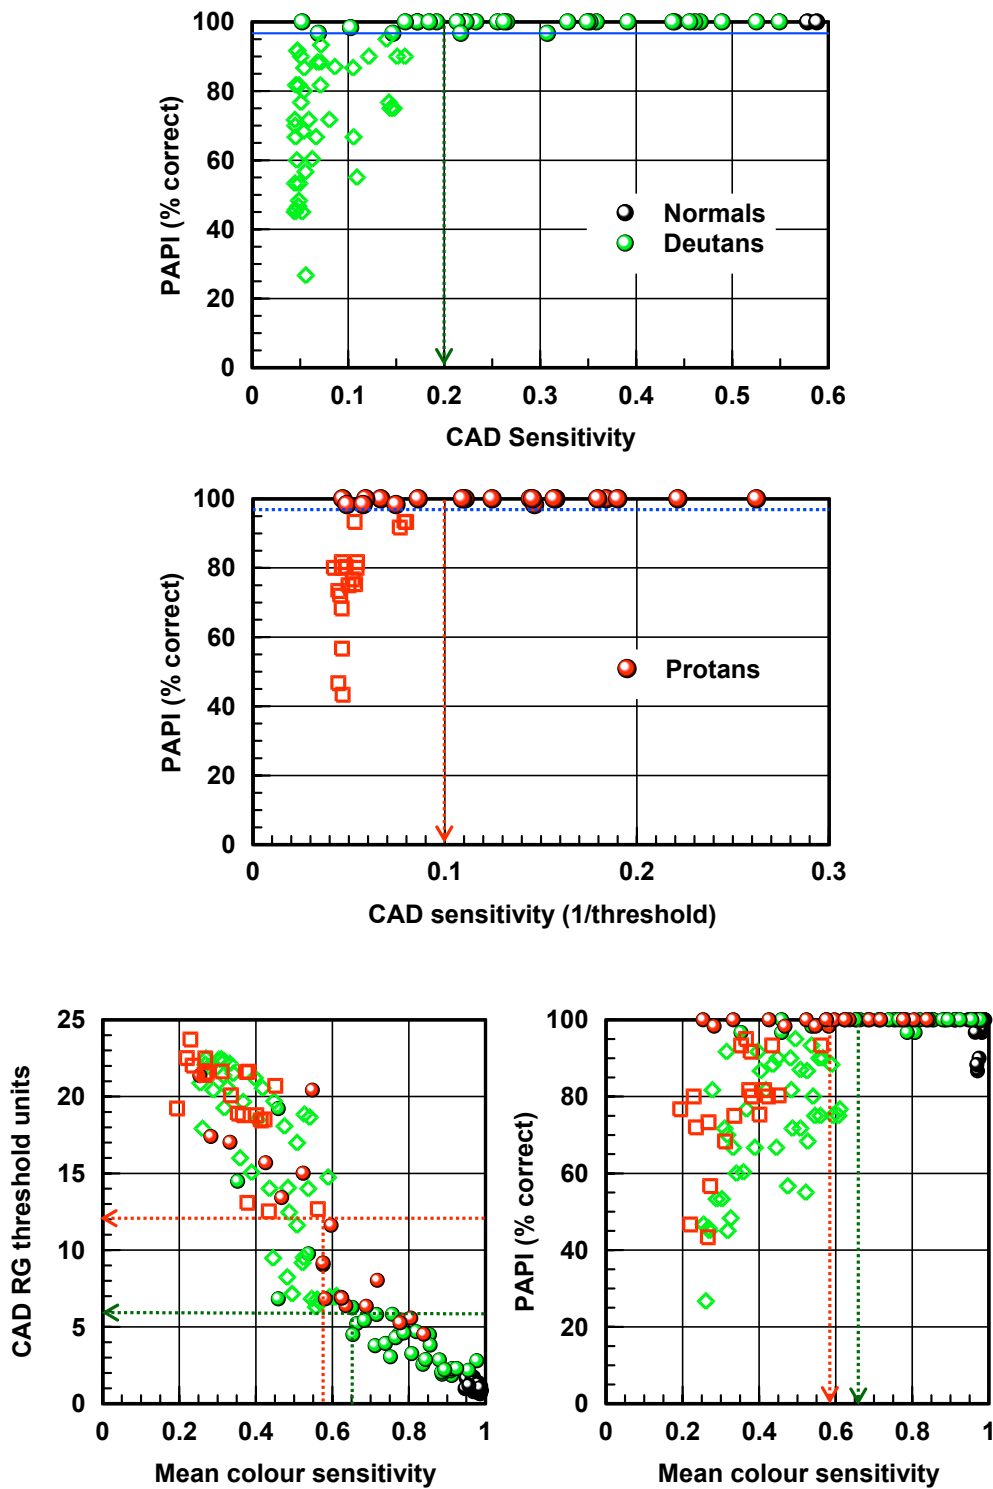 100
80
60
40
20
0
PAPI (% correct)
Normals
Deutans
0 0.1 0.2 0.3 0.4 0.5 0.6
CAD Sensitivity
100
80
60
40
20
0
PAPI (% correct)
Protans
0 0.1 0.2 0.3
CAD sensitivity (1/threshold)
25
20
15
10
5
0
CAD RG threshold units
0 0.2 0.4 0.6 0.8 1
Mean colour sensitivity
100
80
60
40
20
0
PAPI (% correct)
0 0.2 0.4 0.6 0.8 1
Mean colour sensitivity